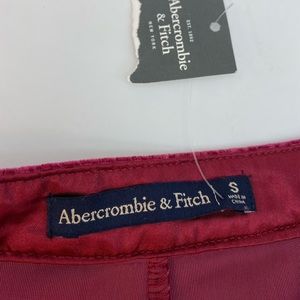 EST. 1892
Abercrombie
& Fitch
NEW YORK
Abercrombie & Fitch
S
MADE IN
CHINA